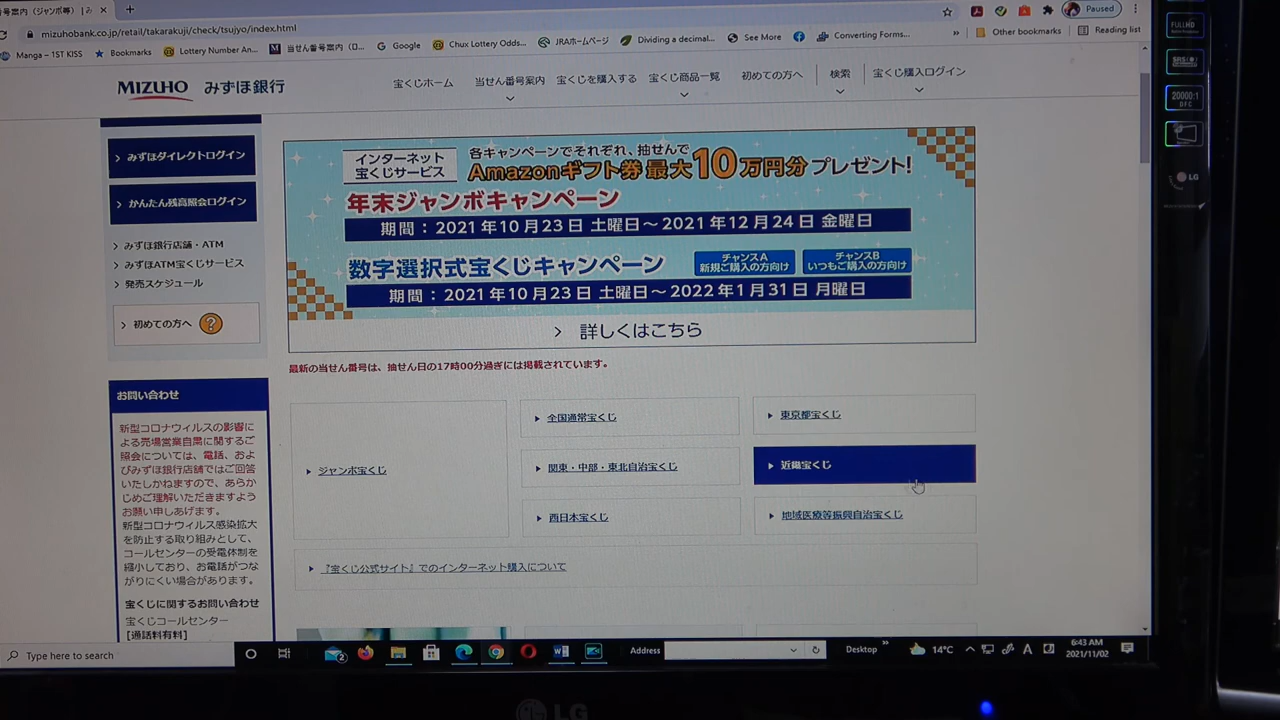 番号案内（ジャンボ等）| み
mizuhobank.co.jp/retail/takarakuji/check/tsujyo/index.html
Paused
Manga – 1ST KISS
Bookmarks
Lottery Number An...
当せん番号案内（D...
Google
Chux Lottery Odds...
JRAホームページ
Dividing a decimal...
See More
Converting Forms...
Other bookmarks
Reading list
MIZUHO みずほ銀行
宝くじホーム
当せん番号案内
宝くじを購入する
宝くじ商品一覧
初めての方へ
検索
宝くじ購入ログイン
みずほダイレクトログイン
かんたん残高照会ログイン
みずほ銀行店舗・ATM
みずほATM宝くじサービス
発売スケジュール
初めての方へ ?
インターネット
宝くじサービス
各キャンペーンでそれぞれ、抽せんで
Amazonギフト券 最大10万円分プレゼント!
年末ジャンボキャンペーン
期間：2021年10月23日 土曜日～2021年12月24日 金曜日
数字選択式宝くじキャンペーン
チャンスA
新規ご購入の方向け
チャンスB
いつもご購入の方向け
期間：2021年10月23日 土曜日～2022年1月31日 月曜日
詳しくはこちら
最新の当せん番号は、抽せん日の17時00分過ぎには掲載されています。
ジャンボ宝くじ
全国通常宝くじ
東京都宝くじ
関東・中部・東北自治宝くじ
近畿宝くじ
西日本宝くじ
地域医療等振興自治宝くじ
『宝くじ公式サイト』でのインターネット購入について
お問い合わせ
新型コロナウィルスの影響に
よる売場営業自粛に関するご
照会については、電話、およ
びみずほ銀行店舗ではご回答
いたしかねますので、あらか
じめご理解いただきますよう
お願い申しあげます。
新型コロナウィルス感染拡大
を防止する取り組みとして、
コールセンターの受電体制を
縮小しており、お電話がつな
がりにくい場合があります。
宝くじに関するお問い合わせ
宝くじコールセンター
[通話料有料]
Type here to search
2
Address
Desktop
14°C
A
6:43 AM
2021/11/02
FULLHD
SRS
20000:1
DFC
LG
LG